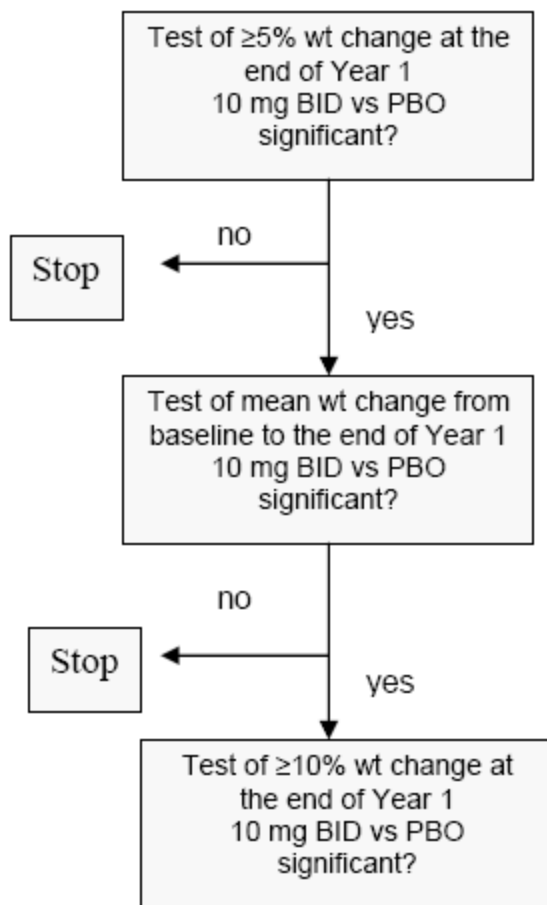 Test of ≥5% wt change at the
end of Year 1
10 mg BID vs PBO
significant?
no
Stop
yes
Test of mean wt change from
baseline to the end of Year 1
10 mg BID vs PBO
significant?
no
Stop
yes
Test of ≥10% wt change at
the end of Year 1
10 mg BID vs PBO
significant?